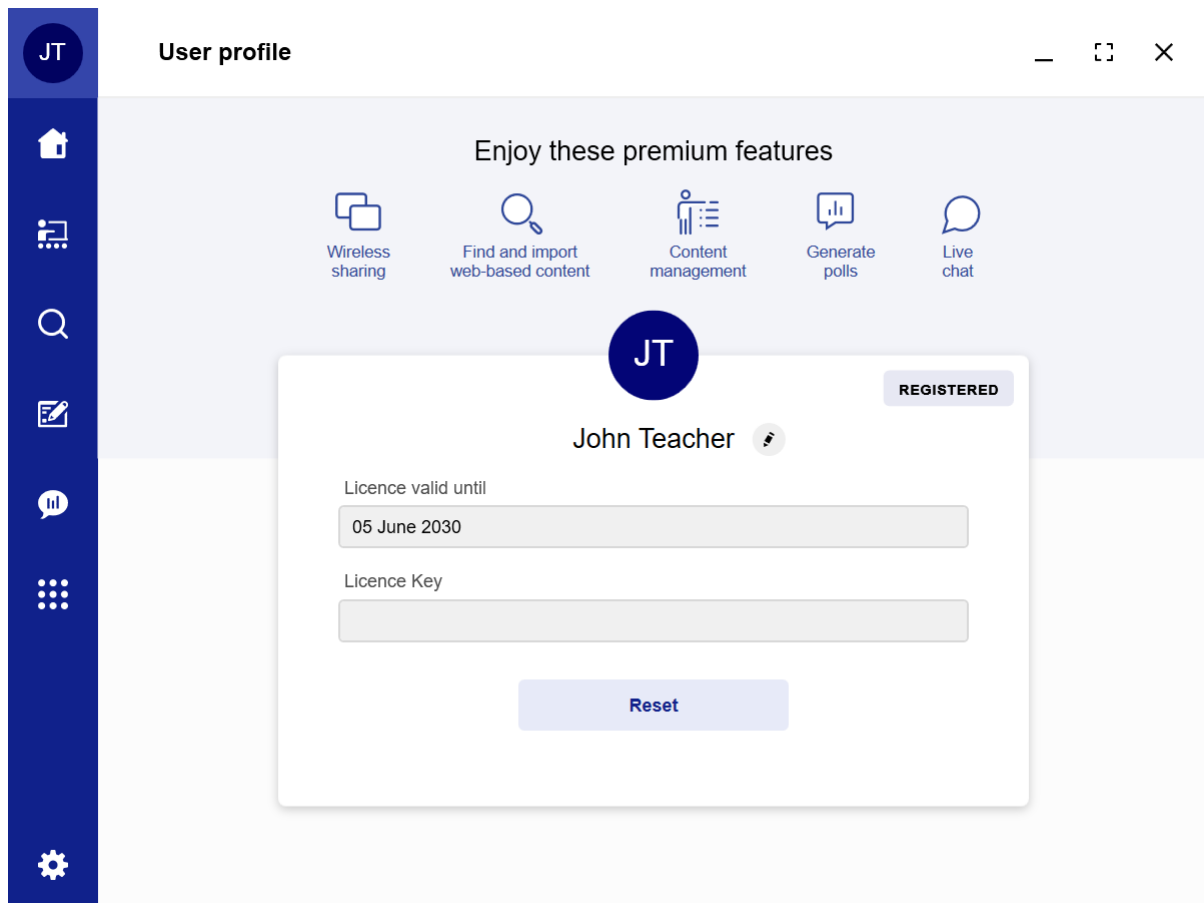 JT
User profile
Enjoy these premium features
Wireless
sharing
Find and import
web-based content
Content
management
Generate
polls
Live
chat
JT
REGISTERED
John Teacher
Licence valid until
05 June 2030
Licence Key
Reset